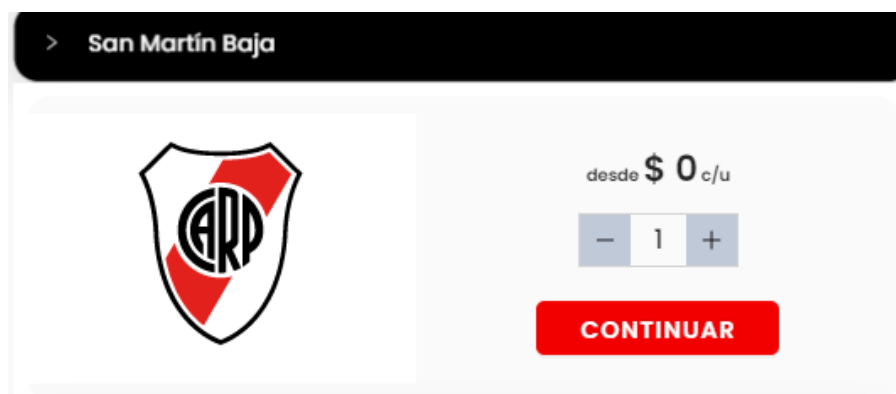 > San Martín Baja
CARP
desde $ 0 c/u
− 1 +
CONTINUAR